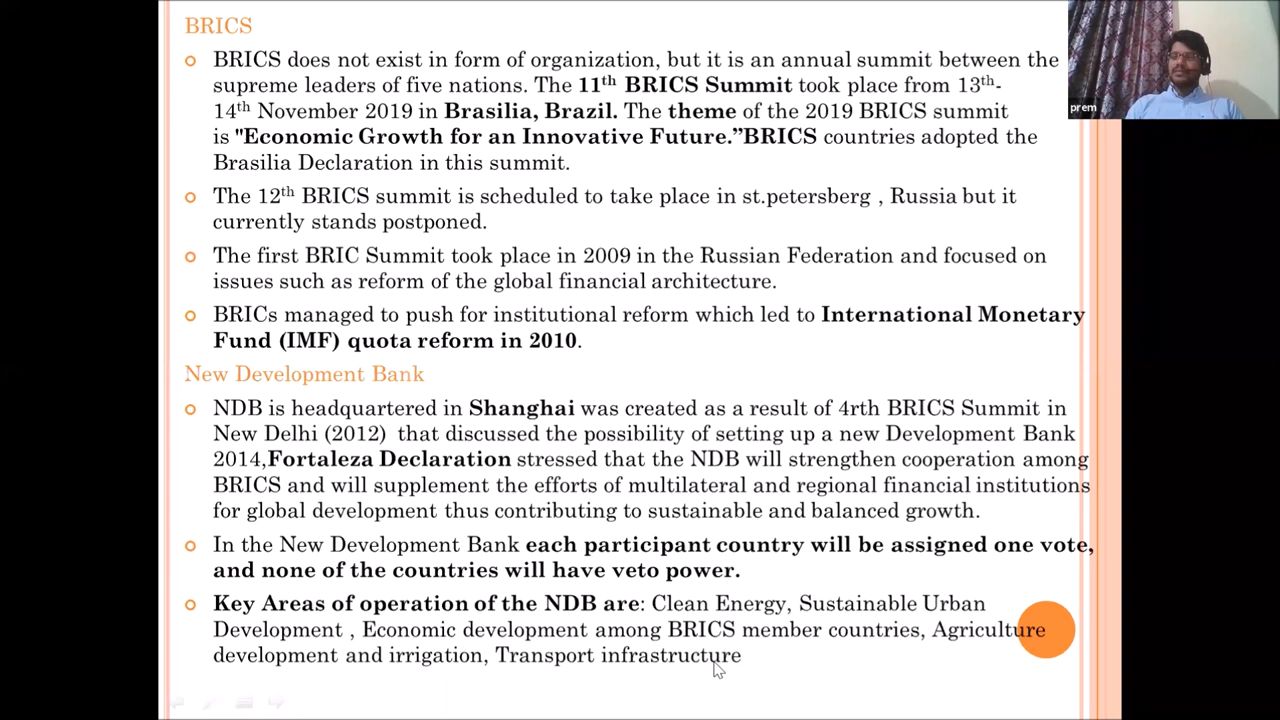 BRICS
BRICS does not exist in form of organization, but it is an annual summit between the
supreme leaders of five nations. The 11th BRICS Summit took place from 13th-
14th November 2019 in Brasilia, Brazil. The theme of the 2019 BRICS summit
is "Economic Growth for an Innovative Future.”BRICS countries adopted the
Brasilia Declaration in this summit.
The 12th BRICS summit is scheduled to take place in st.petersberg , Russia but it
currently stands postponed.
The first BRIC Summit took place in 2009 in the Russian Federation and focused on
issues such as reform of the global financial architecture.
BRICs managed to push for institutional reform which led to International Monetary
Fund (IMF) quota reform in 2010.
New Development Bank
NDB is headquartered in Shanghai was created as a result of 4rth BRICS Summit in
New Delhi (2012) that discussed the possibility of setting up a new Development Bank
2014,Fortaleza Declaration stressed that the NDB will strengthen cooperation among
BRICS and will supplement the efforts of multilateral and regional financial institutions
for global development thus contributing to sustainable and balanced growth.
In the New Development Bank each participant country will be assigned one vote,
and none of the countries will have veto power.
Key Areas of operation of the NDB are: Clean Energy, Sustainable Urban
Development , Economic development among BRICS member countries, Agriculture
development and irrigation, Transport infrastructure
prem